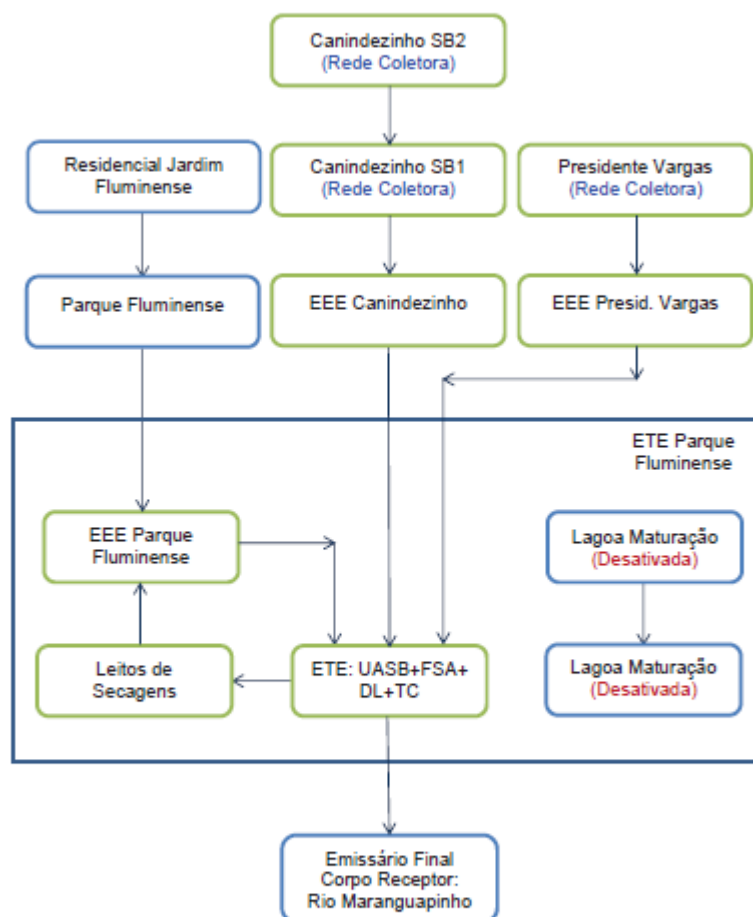 Canindezinho SB2
(Rede Coletora)
Residencial Jardim
Fluminense
Canindezinho SB1
(Rede Coletora)
Presidente Vargas
(Rede Coletora)
Parque Fluminense
EEE Canindezinho
EEE Presid. Vargas
ETE Parque
Fluminense
EEE Parque
Fluminense
Lagoa Maturação
(Desativada)
Leitos de
Secagens
ETE: UASB+FSA+
DL+TC
Lagoa Maturação
(Desativada)
Emissário Final
Corpo Receptor:
Rio Maranguapinho